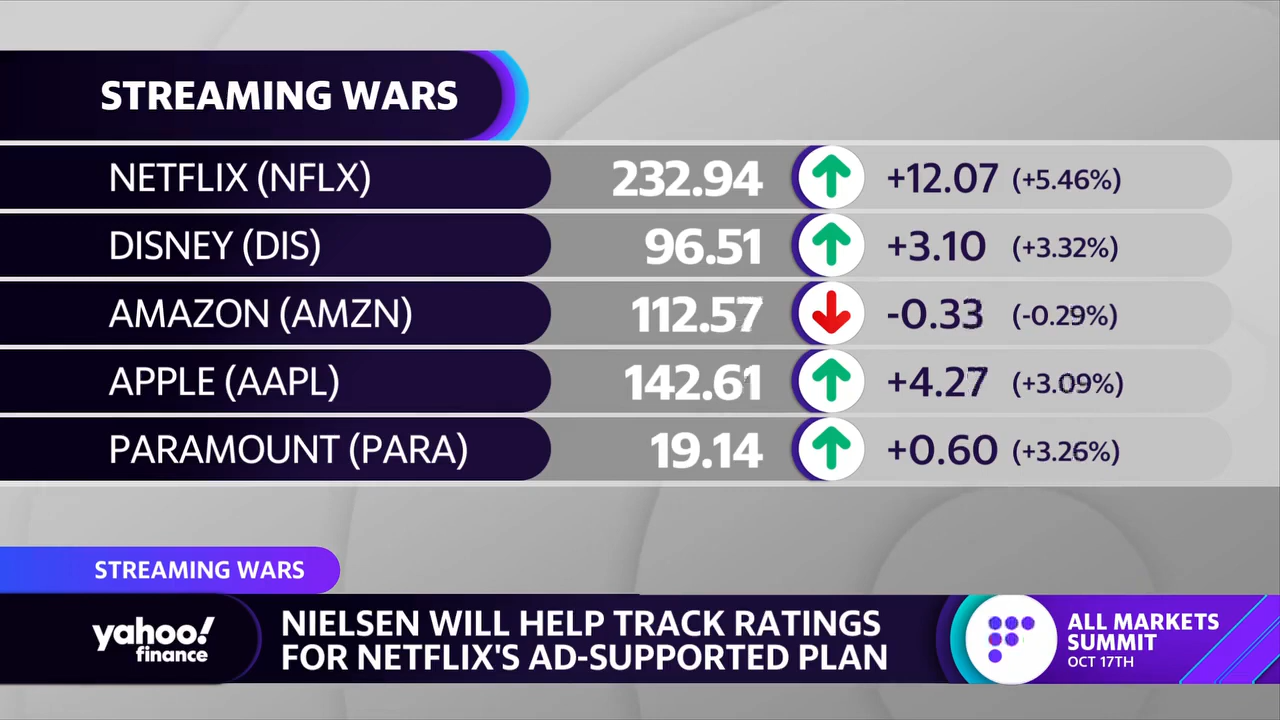 STREAMING WARS
NETFLIX (NFLX) 232.94 +12.07 (+5.46%)
DISNEY (DIS) 96.51 +3.10 (+3.32%)
AMAZON (AMZN) 112.57 -0.33 (-0.29%)
APPLE (AAPL) 142.61 +4.27 (+3.09%)
PARAMOUNT (PARA) 19.14 +0.60 (+3.26%)
STREAMING WARS
yahoo!
finance
NIELSEN WILL HELP TRACK RATINGS
FOR NETFLIX'S AD-SUPPORTED PLAN
ALL MARKETS
SUMMIT
OCT 17TH